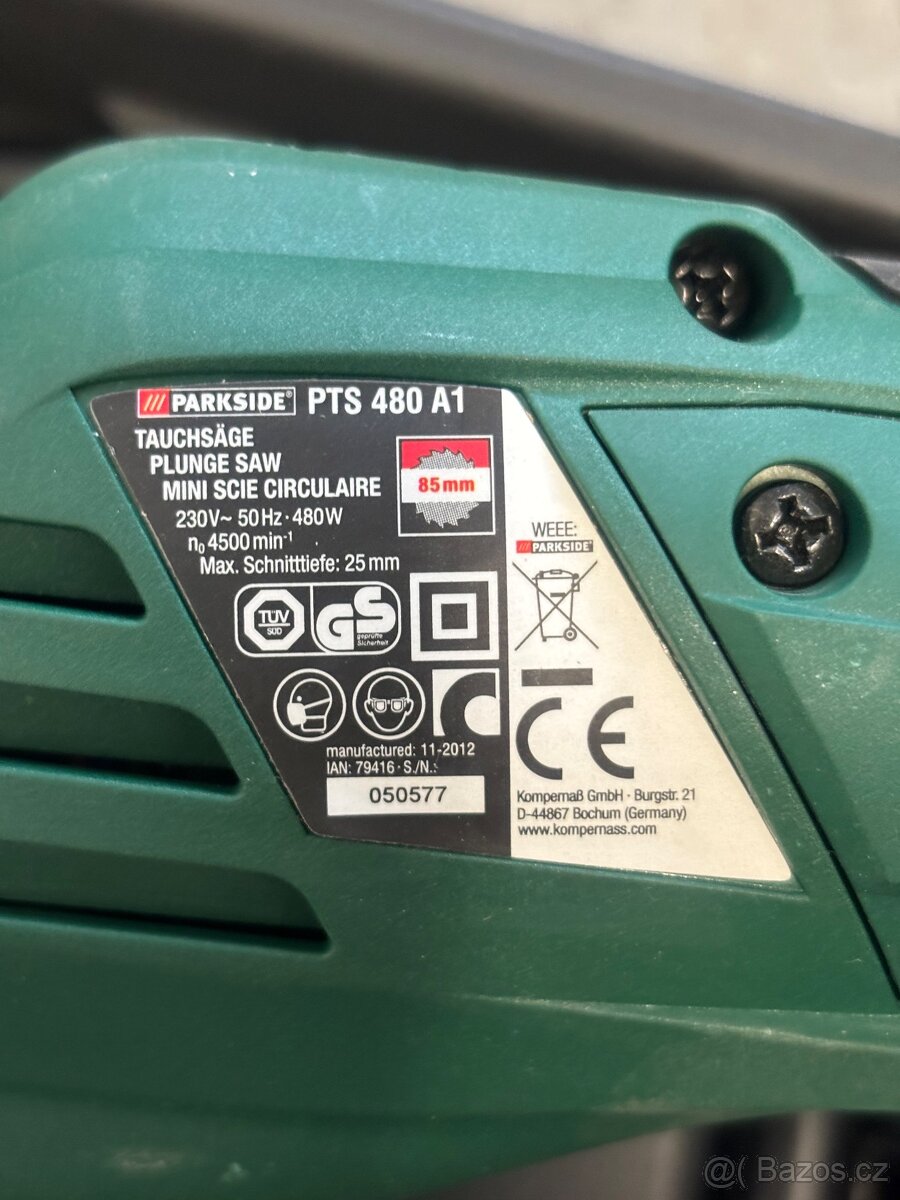 PARKSIDE® PTS 480 A1
TAUCHSÄGE
PLUNGE SAW
MINI SCIE CIRCULAIRE
85mm
230V~ 50Hz · 480W
n₀ 4500 min⁻¹
Max. Schnitttiefe: 25 mm
TÜV
SÜD
GS
geprüfte
Sicherheit
manufactured: 11-2012
IAN: 79416 · S./N.:
050577
WEEE:
PARKSIDE®
CE
Kompernaß GmbH · Burgstr. 21
D-44867 Bochum (Germany)
www.kompernass.com
@( Bazos.cz